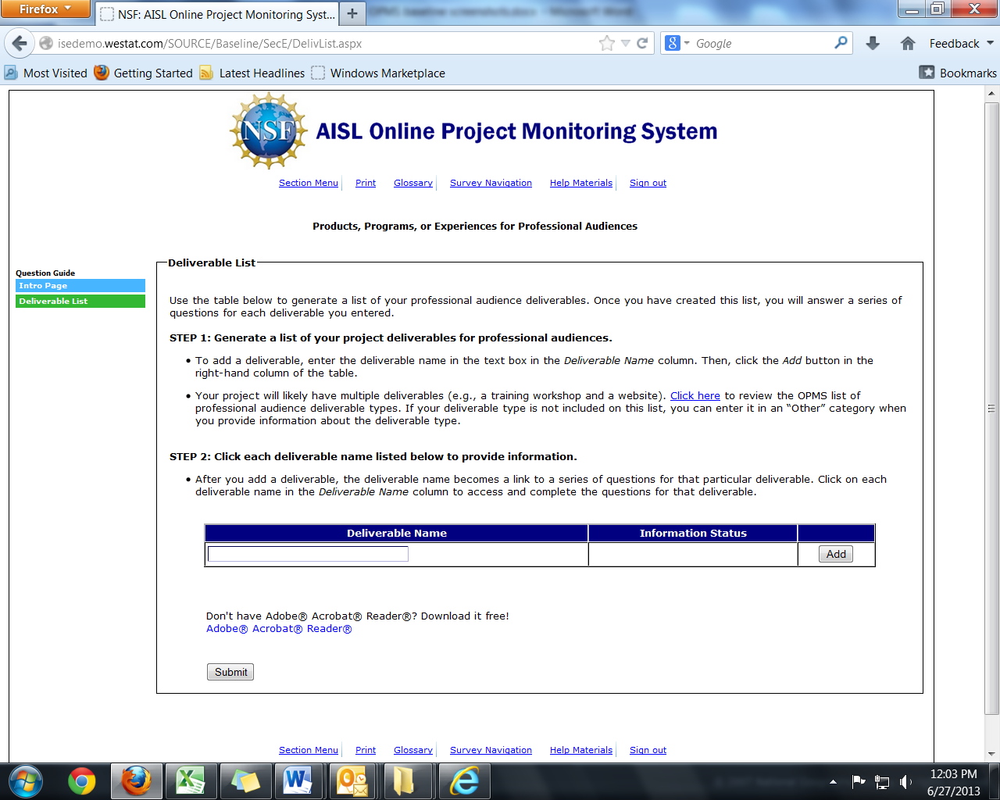 Firefox
NSF: AISL Online Project Monitoring Syst...
OPMS baseline screenshots.docx - Microsoft Word
isedemo.westat.com/SOURCE/Baseline/SecE/DelivList.aspx
Google
Feedback
Most Visited
Getting Started
Latest Headlines
Windows Marketplace
Bookmarks
NSF
AISL Online Project Monitoring System
Section Menu Print Glossary Survey Navigation Help Materials Sign out
Products, Programs, or Experiences for Professional Audiences
Question Guide
Intro Page
Deliverable List
Deliverable List
Use the table below to generate a list of your professional audience deliverables. Once you have created this list, you will answer a series of
questions for each deliverable you entered.
STEP 1: Generate a list of your project deliverables for professional audiences.
• To add a deliverable, enter the deliverable name in the text box in the Deliverable Name column. Then, click the Add button in the
right-hand column of the table.
• Your project will likely have multiple deliverables (e.g., a training workshop and a website). Click here to review the OPMS list of
professional audience deliverable types. If your deliverable type is not included on this list, you can enter it in an “Other” category when
you provide information about the deliverable type.
STEP 2: Click each deliverable name listed below to provide information.
• After you add a deliverable, the deliverable name becomes a link to a series of questions for that particular deliverable. Click on each
deliverable name in the Deliverable Name column to access and complete the questions for that deliverable.
Deliverable Name Information Status
Add
Don't have Adobe® Acrobat® Reader®? Download it free!
Adobe® Acrobat® Reader®
Submit
Section Menu Print Glossary Survey Navigation Help Materials Sign out
12:03 PM
6/27/2013